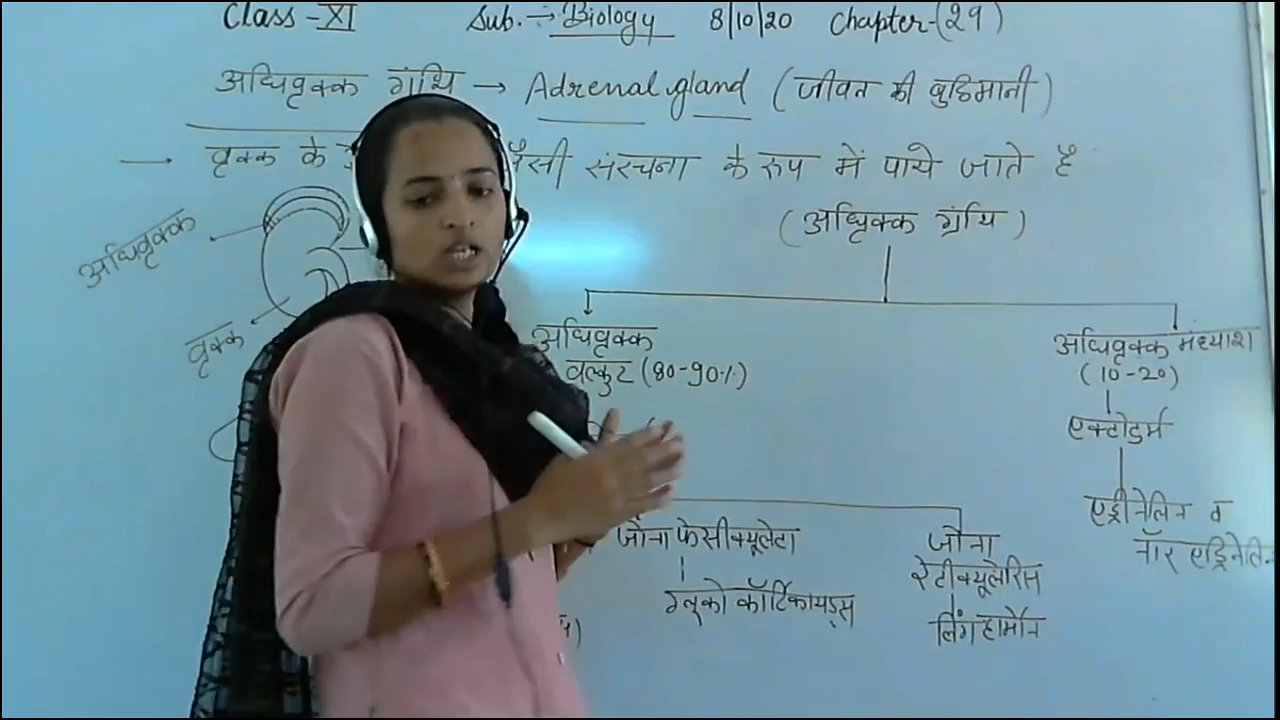 Class - XI Sub. → Biology 8/10/20 Chapter-(29)
अधिवृक्क ग्रंथि → Adrenal gland (जीवन की बुद्धिमानी)
→ वृक्क के जैसी संरचना के रूप में पाये जाते है
(अधिवृक्क ग्रंथि)
अधिवृक्क
वृक्क
अधिवृक्क
वल्कुट (80-90%)
अधिवृक्क मध्यांश
(10-20)
एक्टोडर्म
एड्रीनेलिन व
नॉर एड्रिनेलिन
जोना फेसीक्यूलेटा
ग्लूको कॉर्टिकायड्स
जोना
रेटीक्यूलेरिस
लिंग हार्मोन